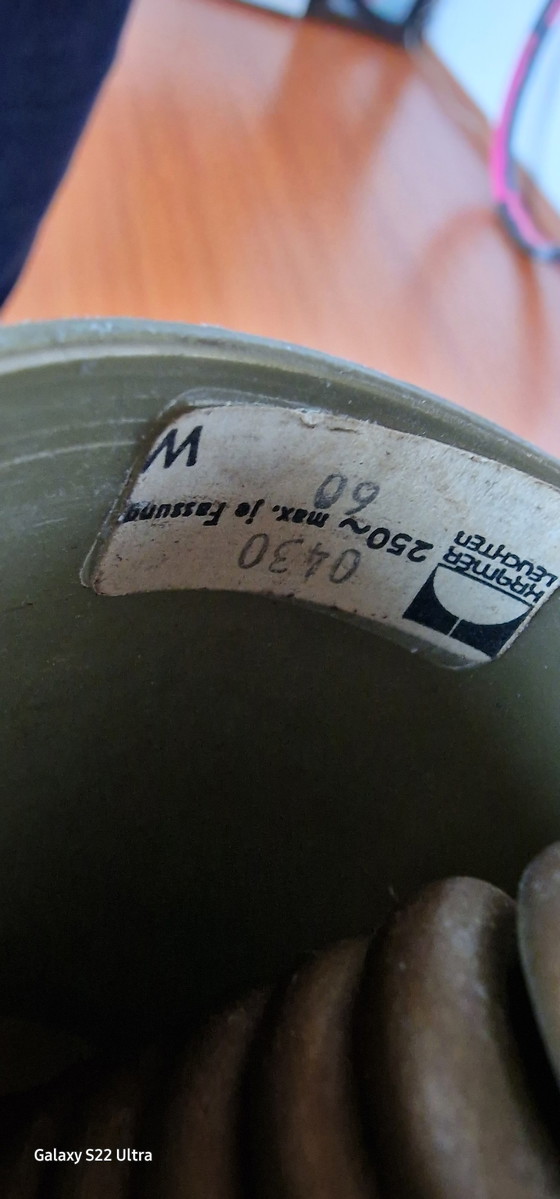 KRAMER
LEUCHTEN
0430
250~ max. je Fassung
60
W
Galaxy S22 Ultra